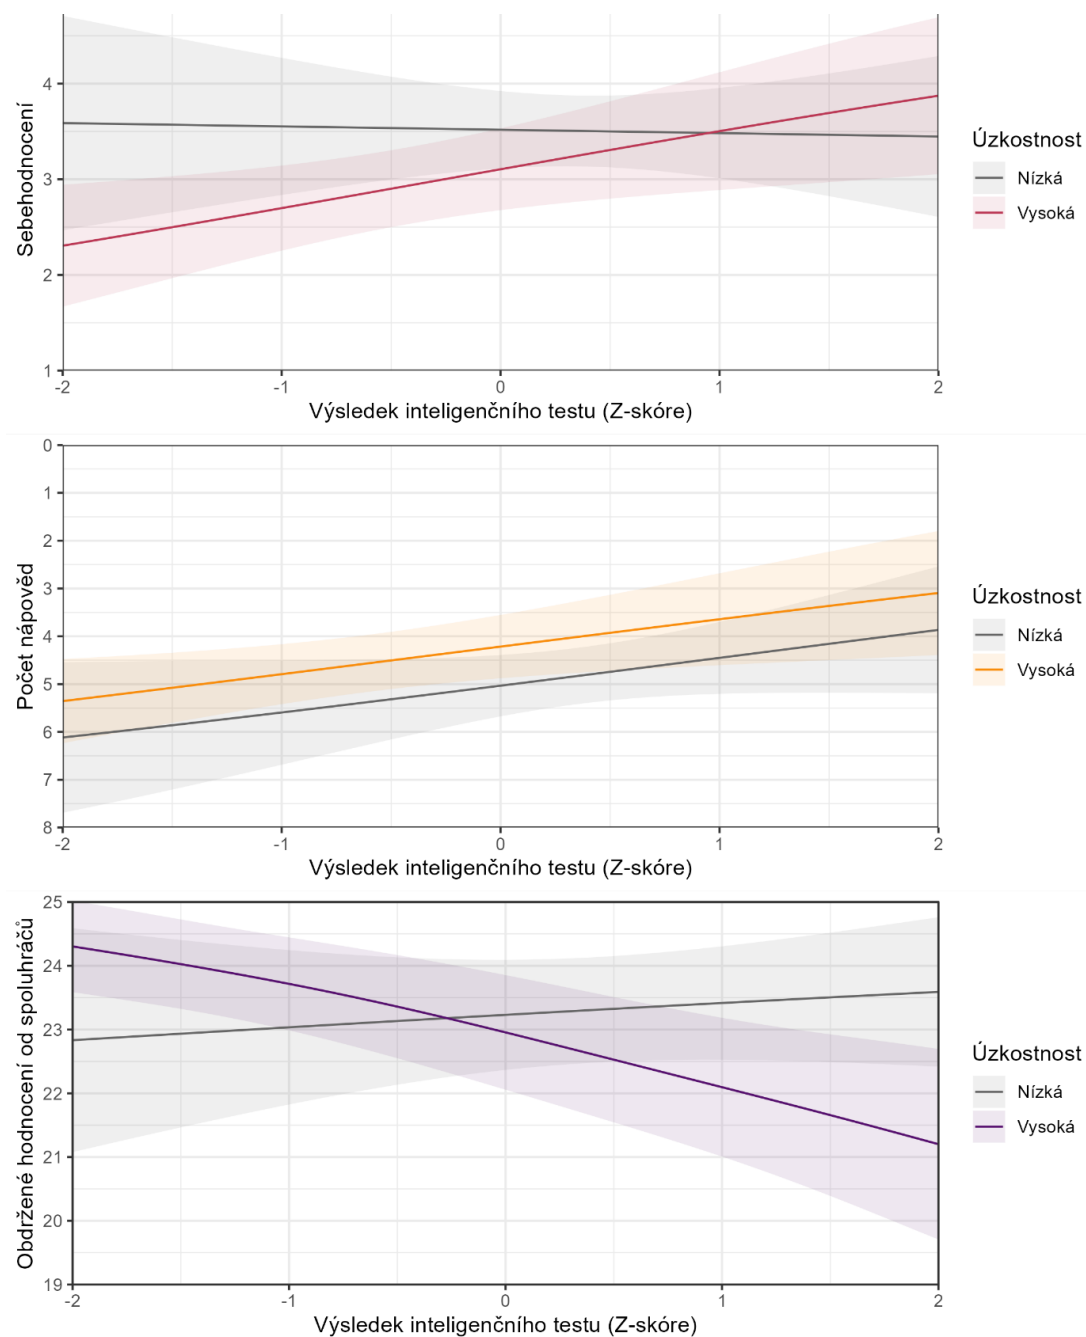 Sebehodnocení
4
3
2
1
-2 -1 0 1 2
Výsledek inteligenčního testu (Z-skóre)
Úzkostnost
Nízká
Vysoká
Počet nápověd
0
1
2
3
4
5
6
7
8
-2 -1 0 1 2
Výsledek inteligenčního testu (Z-skóre)
Úzkostnost
Nízká
Vysoká
Obdržené hodnocení od spoluhráčů
25
24
23
22
21
20
19
-2 -1 0 1 2
Výsledek inteligenčního testu (Z-skóre)
Úzkostnost
Nízká
Vysoká